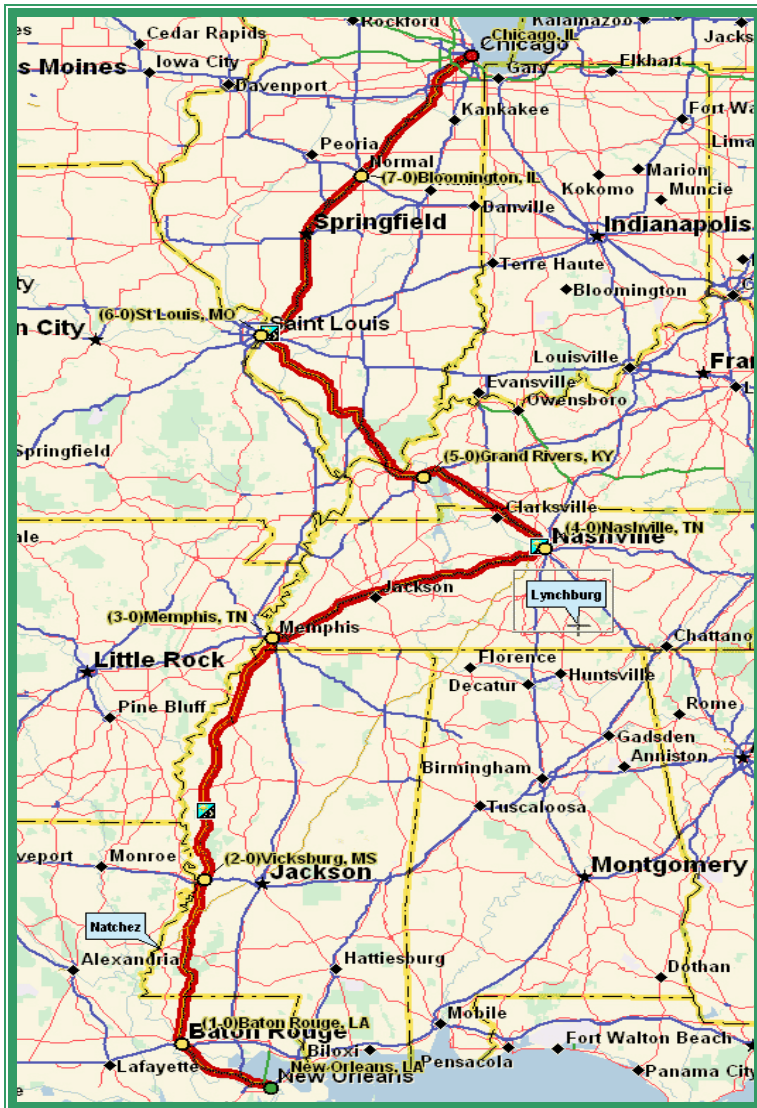 Rockford
Kalamazoo
Jacks
es
Cedar Rapids
Chicago, IL
Chicago
Iowa City
s Moines
Gary
Elkhart
Davenport
Kankakee
Fort Wa
Peoria
Lima
Normal
(7-0)Bloomington, IL
Marion
Kokomo
Muncie
Danville
Springfield
Indianapolis
Terre Haute
ty
Bloomington
(6-0)St Louis, MO
Saint Louis
n City
Louisville
Fran
Evansville
Owensboro
Springfield
(5-0)Grand Rivers, KY
Clarksville
(4-0)Nashville, TN
Nashville
ale
Jackson
Lynchburg
(3-0)Memphis, TN
Memphis
Chattano
Little Rock
Florence
Huntsville
Decatur
Pine Bluff
Rome
Gadsden
Anniston
Birmingham
Tuscaloosa
(2-0)Vicksburg, MS
veport
Monroe
Jackson
Montgomery
Natchez
Alexandria
Hattiesburg
Dothan
(1-0)Baton Rouge, LA
Baton Rouge
Mobile
Biloxi
Fort Walton Beach
Pensacola
Lafayette
New Orleans, LA
New Orleans
Panama City
e